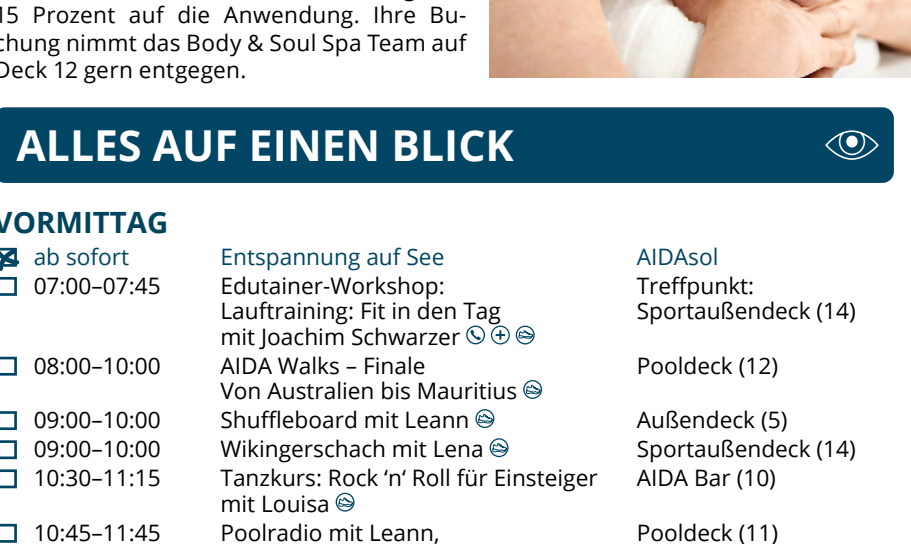 15 Prozent auf die Anwendung. Ihre Bu-
chung nimmt das Body & Soul Spa Team auf
Deck 12 gern entgegen.
ALLES AUF EINEN BLICK
VORMITTAG
ab sofort Entspannung auf See AIDAsol
07:00–07:45 Edutainer-Workshop: Treffpunkt:
Lauftraining: Fit in den Tag Sportaußendeck (14)
mit Joachim Schwarzer
08:00–10:00 AIDA Walks – Finale Pooldeck (12)
Von Australien bis Mauritius
09:00–10:00 Shuffleboard mit Leann Außendeck (5)
09:00–10:00 Wikingerschach mit Lena Sportaußendeck (14)
10:30–11:15 Tanzkurs: Rock ‘n‘ Roll für Einsteiger AIDA Bar (10)
mit Louisa
10:45–11:45 Poolradio mit Leann, Pooldeck (11)